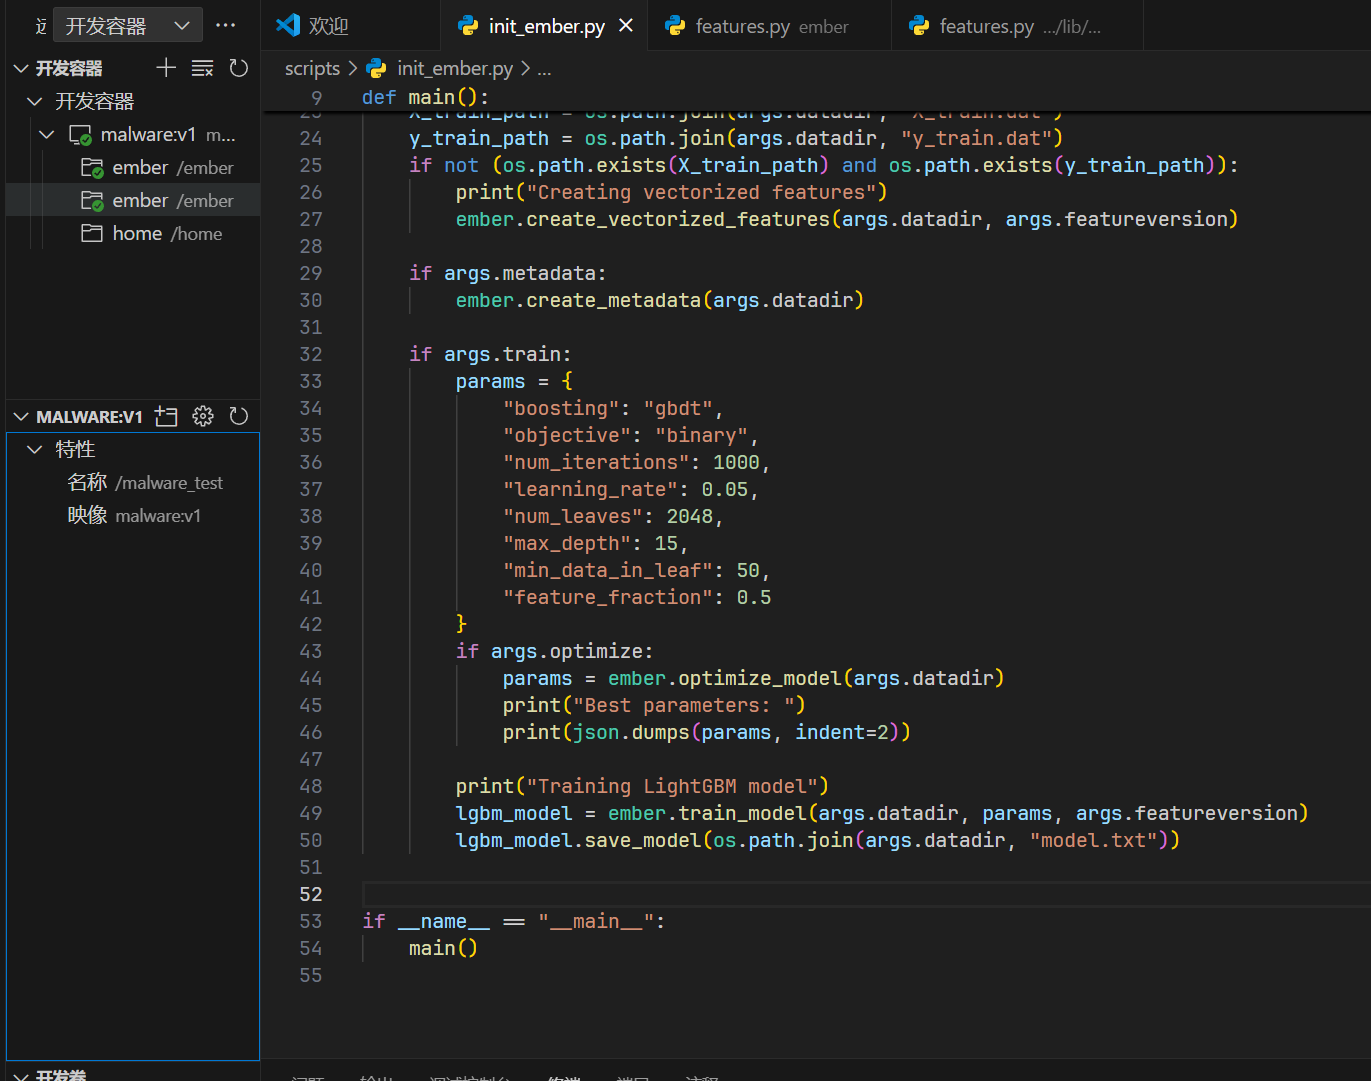 开发容器
开发容器
开发容器
malware:v1 m...
ember /ember
ember /ember
home /home
MALWARE:V1
特性
名称 /malware_test
映像 malware:v1
欢迎
init_ember.py
features.py ember
features.py .../lib/...
scripts > init_ember.py > ...
9 def main():
24 y_train_path = os.path.join(args.datadir, "y_train.dat")
25 if not (os.path.exists(X_train_path) and os.path.exists(y_train_path)):
26 print("Creating vectorized features")
27 ember.create_vectorized_features(args.datadir, args.featureversion)
28
29 if args.metadata:
30 ember.create_metadata(args.datadir)
31
32 if args.train:
33 params = {
34 "boosting": "gbdt",
35 "objective": "binary",
36 "num_iterations": 1000,
37 "learning_rate": 0.05,
38 "num_leaves": 2048,
39 "max_depth": 15,
40 "min_data_in_leaf": 50,
41 "feature_fraction": 0.5
42 }
43 if args.optimize:
44 params = ember.optimize_model(args.datadir)
45 print("Best parameters: ")
46 print(json.dumps(params, indent=2))
47
48 print("Training LightGBM model")
49 lgbm_model = ember.train_model(args.datadir, params, args.featureversion)
50 lgbm_model.save_model(os.path.join(args.datadir, "model.txt"))
51
52
53 if __name__ == "__main__":
54 main()
55